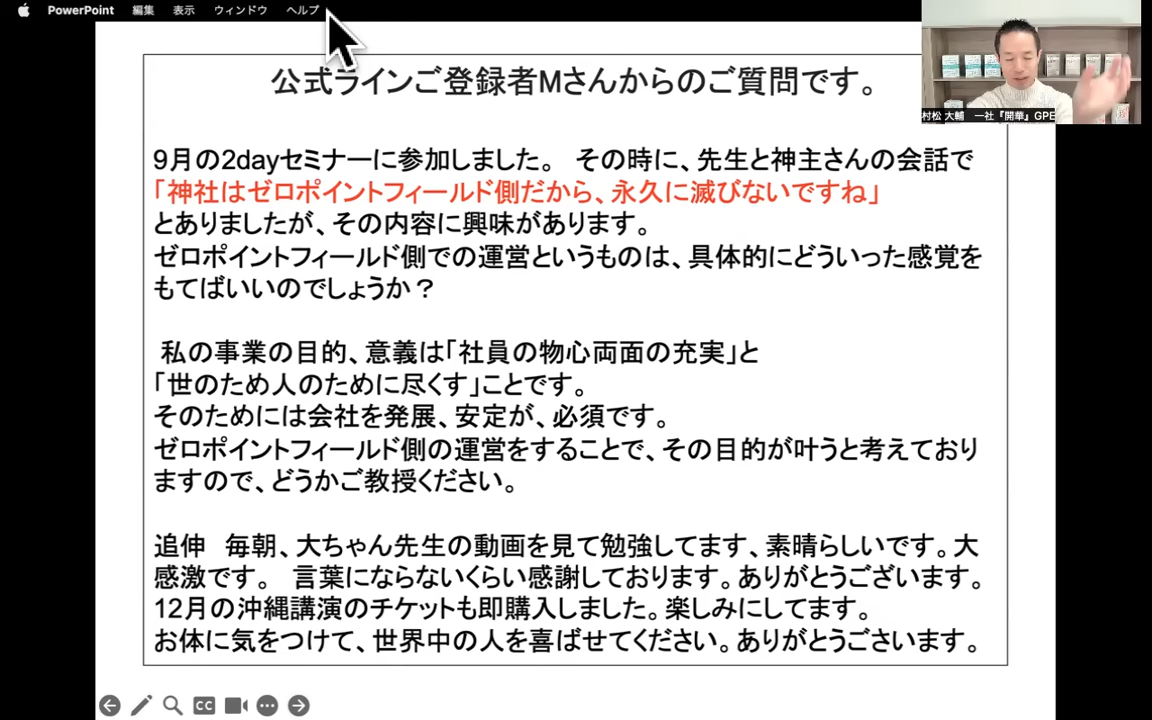 PowerPoint 編集 表示 ウィンドウ ヘルプ
公式ラインご登録者Mさんからのご質問です。
村松 大輔 一社『開華』GPE
9月の2dayセミナーに参加しました。 その時に、先生と神主さんの会話で
「神社はゼロポイントフィールド側だから、永久に滅びないですね」
とありましたが、その内容に興味があります。
ゼロポイントフィールド側での運営というものは、具体的にどういった感覚を
もてばいいのでしょうか？
私の事業の目的、意義は「社員の物心両面の充実」と
「世のため人のために尽くす」ことです。
そのためには会社を発展、安定が、必須です。
ゼロポイントフィールド側の運営をすることで、その目的が叶うと考えており
ますので、どうかご教授ください。
追伸 毎朝、大ちゃん先生の動画を見て勉強してます、素晴らしいです。大
感激です。 言葉にならないくらい感謝しております。ありがとうございます。
12月の沖縄講演のチケットも即購入しました。楽しみにしてます。
お体に気をつけて、世界中の人を喜ばせてください。ありがとうごさいます。
CC